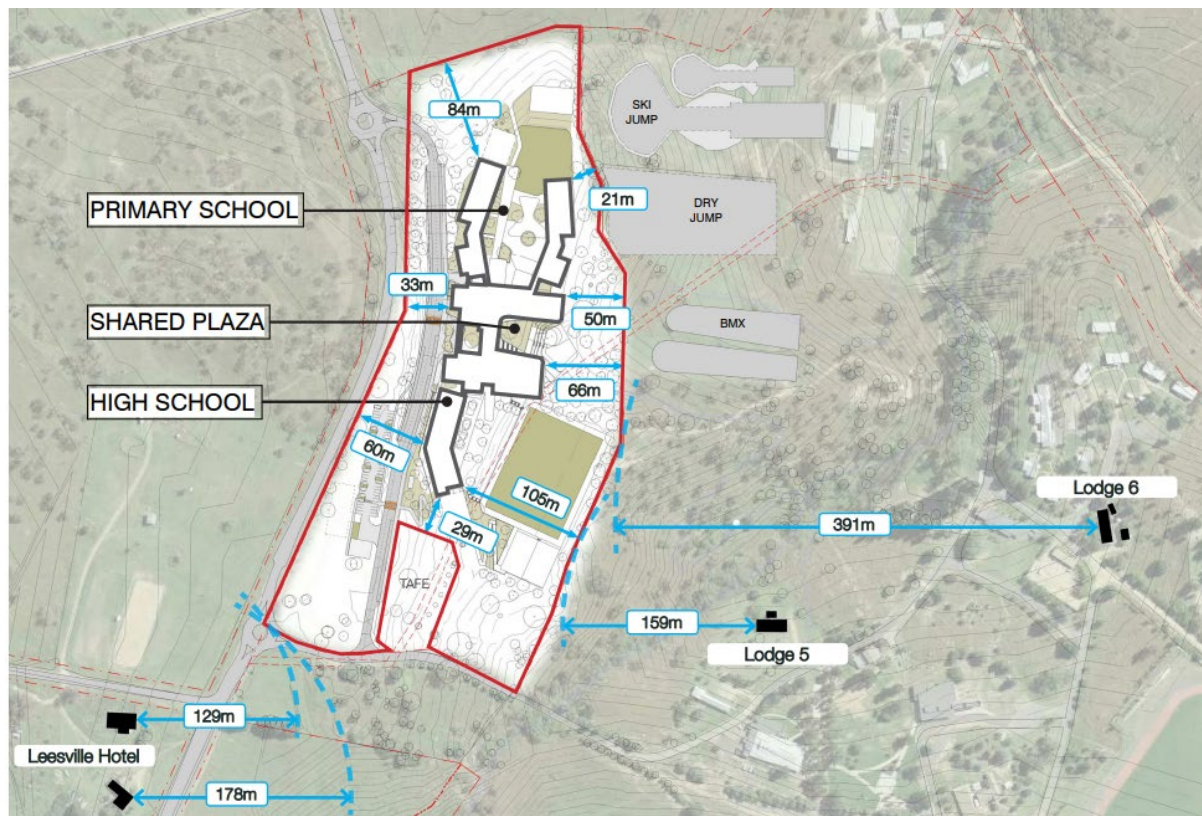 84m
SKI
JUMP
PRIMARY SCHOOL
21m
DRY
JUMP
33m
SHARED PLAZA
50m
BMX
66m
HIGH SCHOOL
60m
105m
Lodge 6
29m
391m
TAFE
159m
Lodge 5
129m
Leesville Hotel
178m